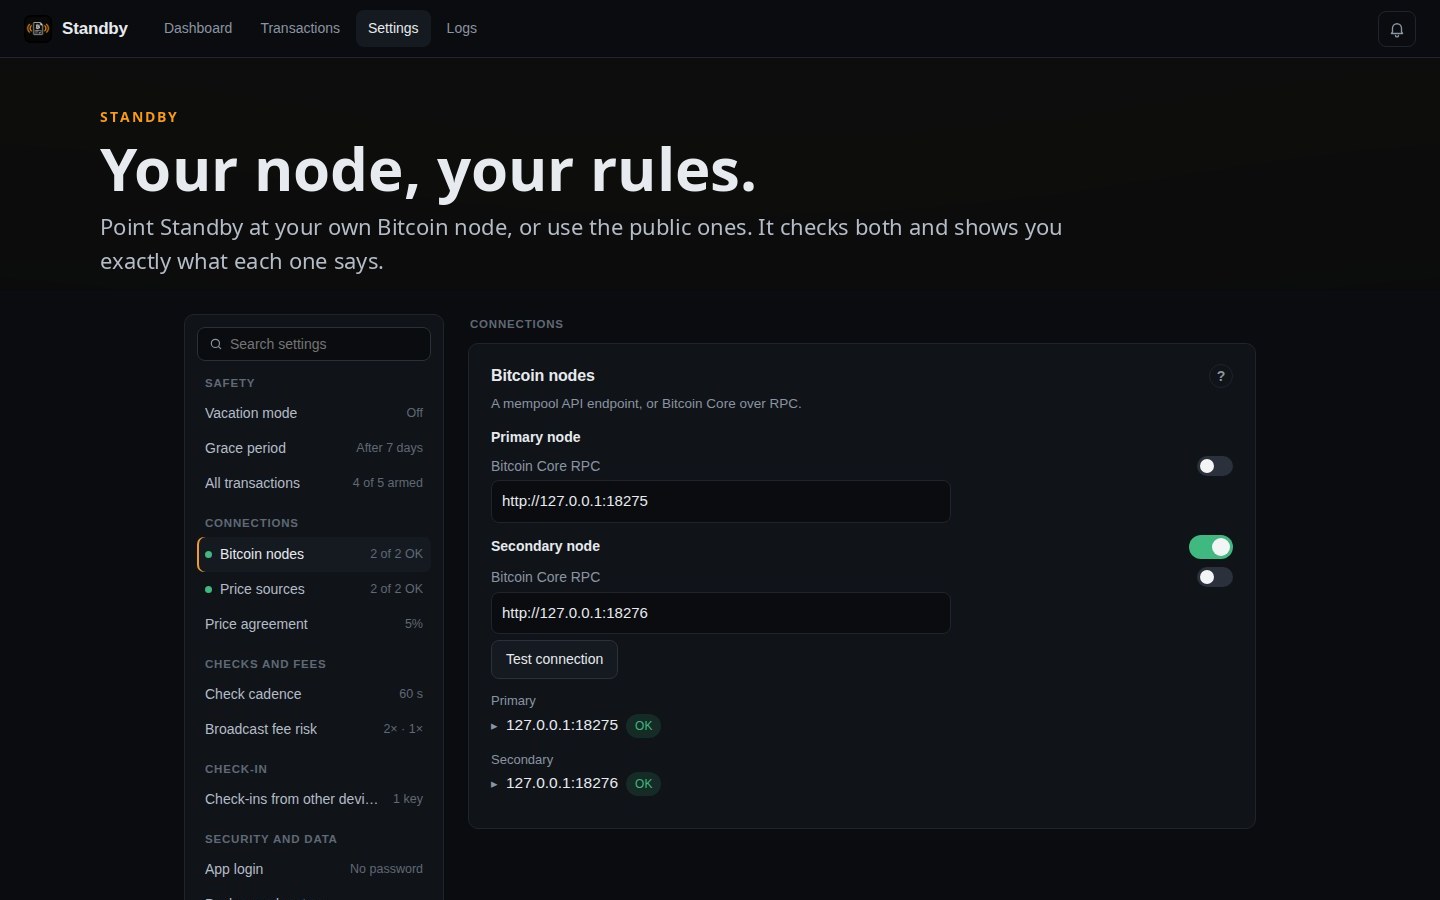 Standby
Dashboard
Transactions
Settings
Logs
STANDBY
Your node, your rules.
Point Standby at your own Bitcoin node, or use the public ones. It checks both and shows you
exactly what each one says.
Search settings
SAFETY
Vacation mode Off
Grace period After 7 days
All transactions 4 of 5 armed
CONNECTIONS
Bitcoin nodes 2 of 2 OK
Price sources 2 of 2 OK
Price agreement 5%
CHECKS AND FEES
Check cadence 60 s
Broadcast fee risk 2× · 1×
CHECK-IN
Check-ins from other devi... 1 key
SECURITY AND DATA
App login No password
CONNECTIONS
Bitcoin nodes
?
A mempool API endpoint, or Bitcoin Core over RPC.
Primary node
Bitcoin Core RPC
http://127.0.0.1:18275
Secondary node
Bitcoin Core RPC
http://127.0.0.1:18276
Test connection
Primary
▸ 127.0.0.1:18275 OK
Secondary
▸ 127.0.0.1:18276 OK